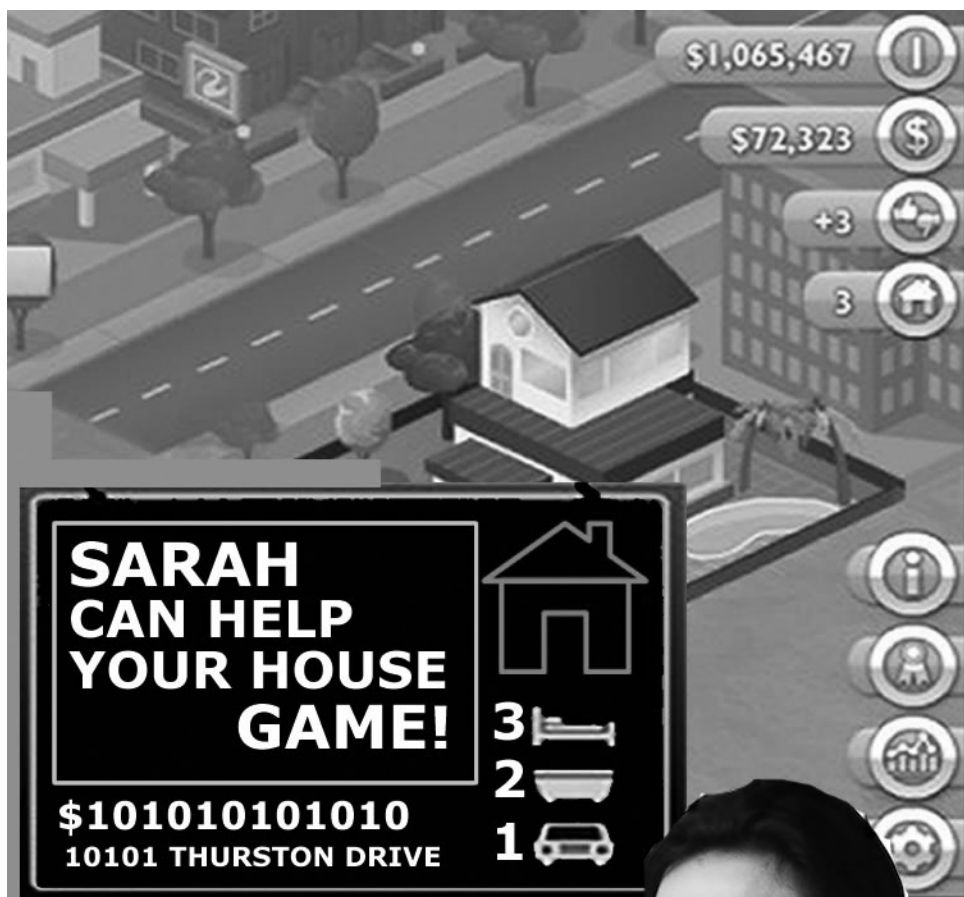 $1,065,467
$72,323
+3
3
SARAH
CAN HELP
YOUR HOUSE
GAME!
3
2
1
$101010101010
10101 THURSTON DRIVE